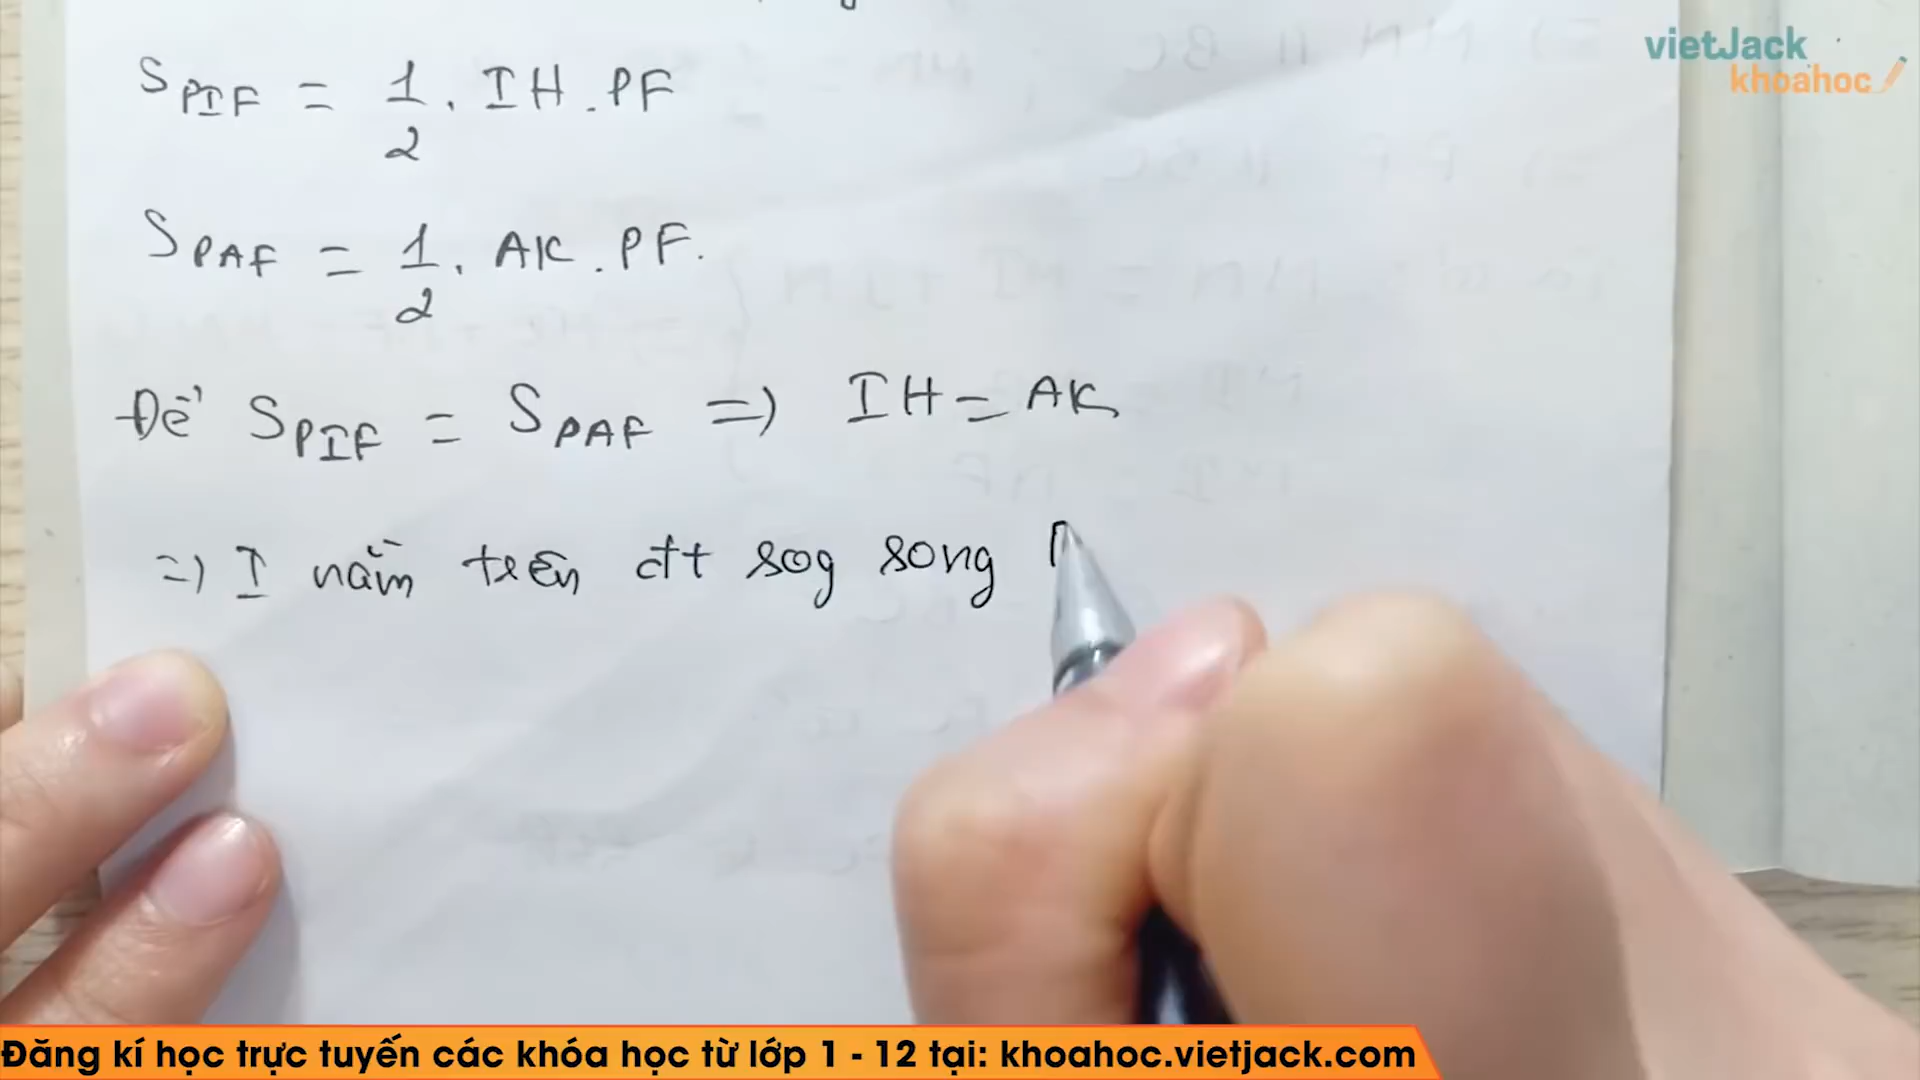 vietJack
khoahoc
S_PIF = 1/2 . IH . PF
S_PAF = 1/2 . AK . PF.
Để S_PIF = S_PAF => IH = AK
=> I nằm trên đt sog song
Đăng kí học trực tuyến các khóa học từ lớp 1 - 12 tại: khoahoc.vietjack.com